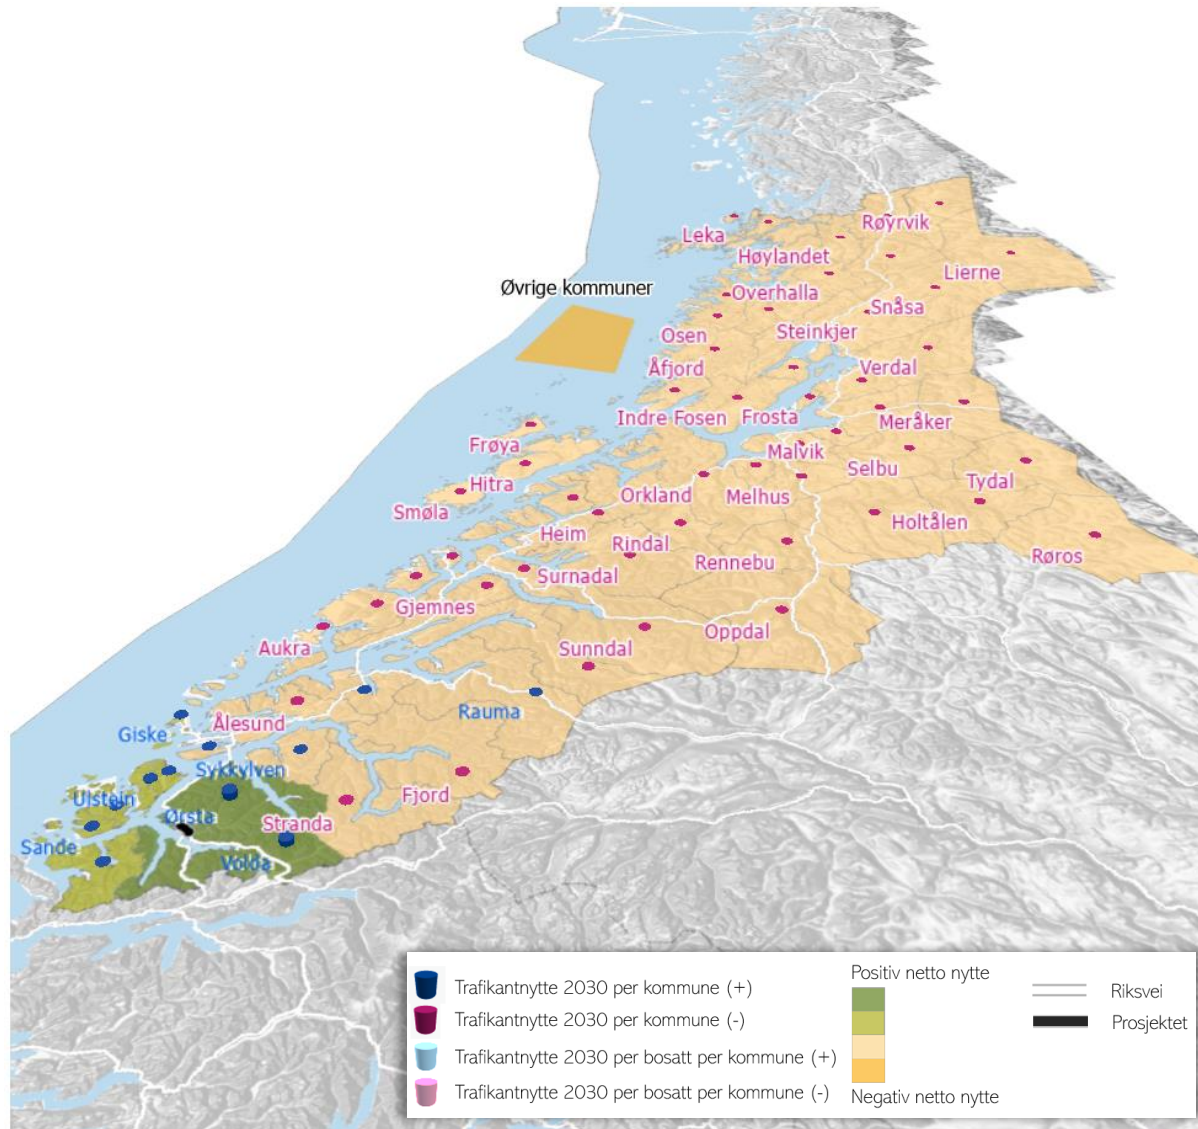 Leka
Røyrvik
Høylandet
Lierne
Øvrige kommuner
Overhalla
Snåsa
Osen
Steinkjer
Åfjord
Verdal
Indre Fosen
Frosta
Meråker
Frøya
Malvik
Hitra
Selbu
Tydal
Orkland
Melhus
Smøla
Holtålen
Heim
Rindal
Rennebu
Røros
Surnadal
Gjemnes
Oppdal
Aukra
Sunndal
Rauma
Ålesund
Giske
Sykkylven
Fjord
Ulstein
Ørsta
Stranda
Sande
Volda
Trafikantnytte 2030 per kommune (+)
Trafikantnytte 2030 per kommune (-)
Trafikantnytte 2030 per bosatt per kommune (+)
Trafikantnytte 2030 per bosatt per kommune (-)
Positiv netto nytte
Negativ netto nytte
Riksvei
Prosjektet